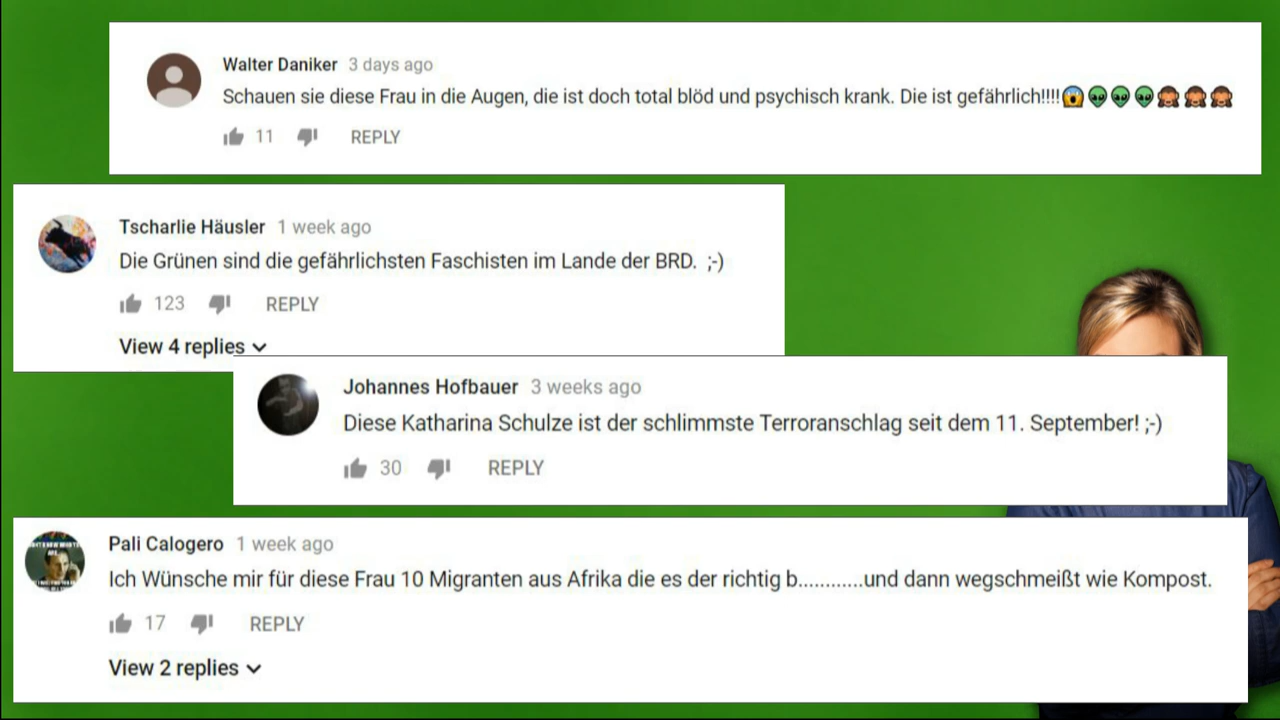 Walter Daniker 3 days ago
Schauen sie diese Frau in die Augen, die ist doch total blöd und psychisch krank. Die ist gefährlich!!!!😱👽👽👽🙈🙈🙈
11 REPLY
Tscharlie Häusler 1 week ago
Die Grünen sind die gefährlichsten Faschisten im Lande der BRD. ;-)
123 REPLY
View 4 replies
Johannes Hofbauer 3 weeks ago
Diese Katharina Schulze ist der schlimmste Terroranschlag seit dem 11. September! ;-)
30 REPLY
Pali Calogero 1 week ago
Ich Wünsche mir für diese Frau 10 Migranten aus Afrika die es der richtig b............und dann wegschmeißt wie Kompost.
17 REPLY
View 2 replies